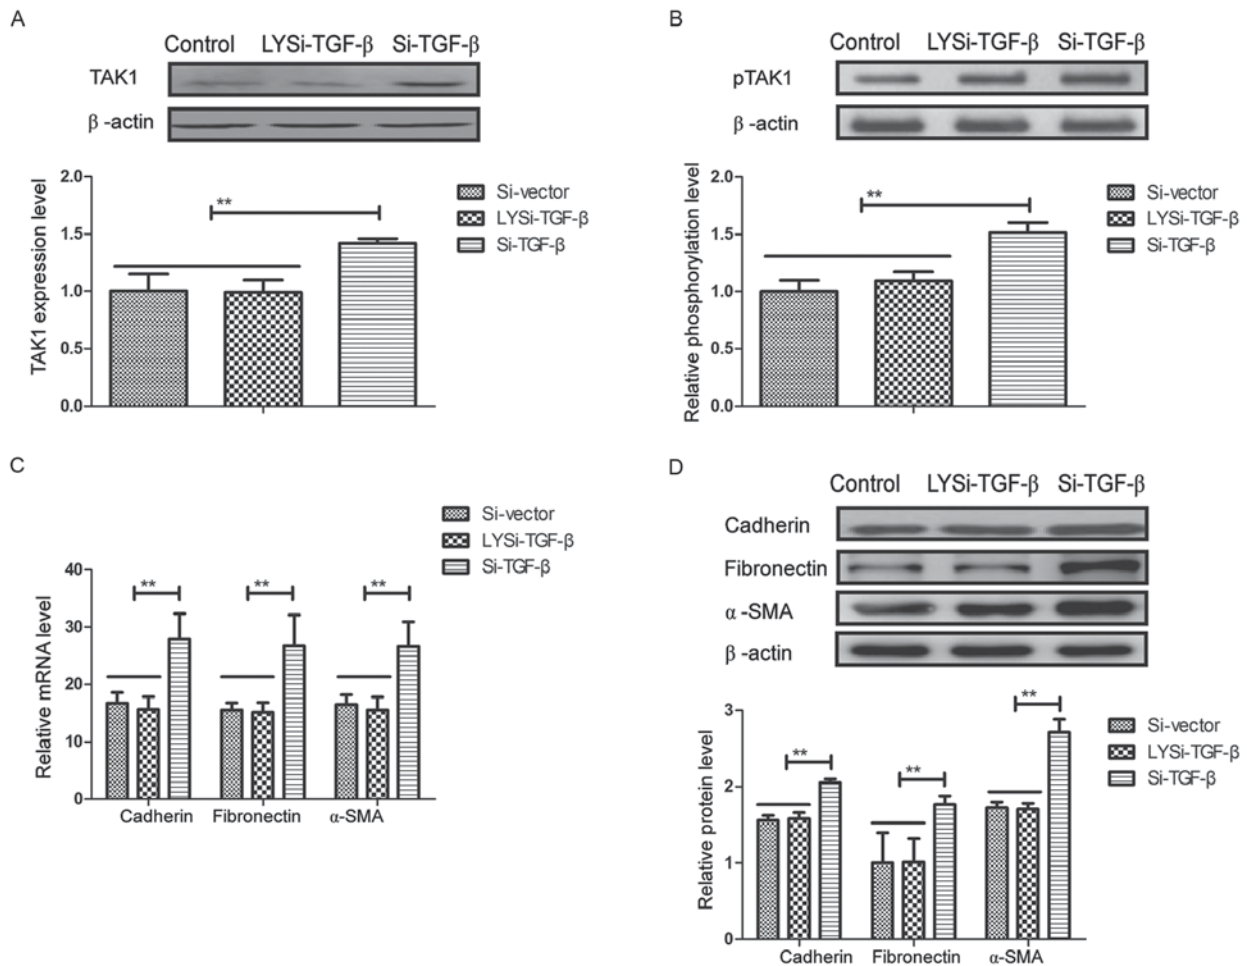 A
Control LYSi-TGF-β Si-TGF-β
TAK1
β -actin
TAK1 expression level
2.0
1.5
1.0
0.5
0.0
**
Si-vector
LYSi-TGF-β
Si-TGF-β
B
Control LYSi-TGF-β Si-TGF-β
pTAK1
β -actin
Relative phosphorylation level
2.0
1.5
1.0
0.5
0.0
**
Si-vector
LYSi-TGF-β
Si-TGF-β
C
Si-vector
LYSi-TGF-β
Si-TGF-β
Relative mRNA level
40
30
20
10
0
** ** **
Cadherin Fibronectin α-SMA
D
Control LYSi-TGF-β Si-TGF-β
Cadherin
Fibronectin
α -SMA
β -actin
Relative protein level
3
2
1
0
** ** **
Si-vector
LYSi-TGF-β
Si-TGF-β
Cadherin Fibronectin α-SMA